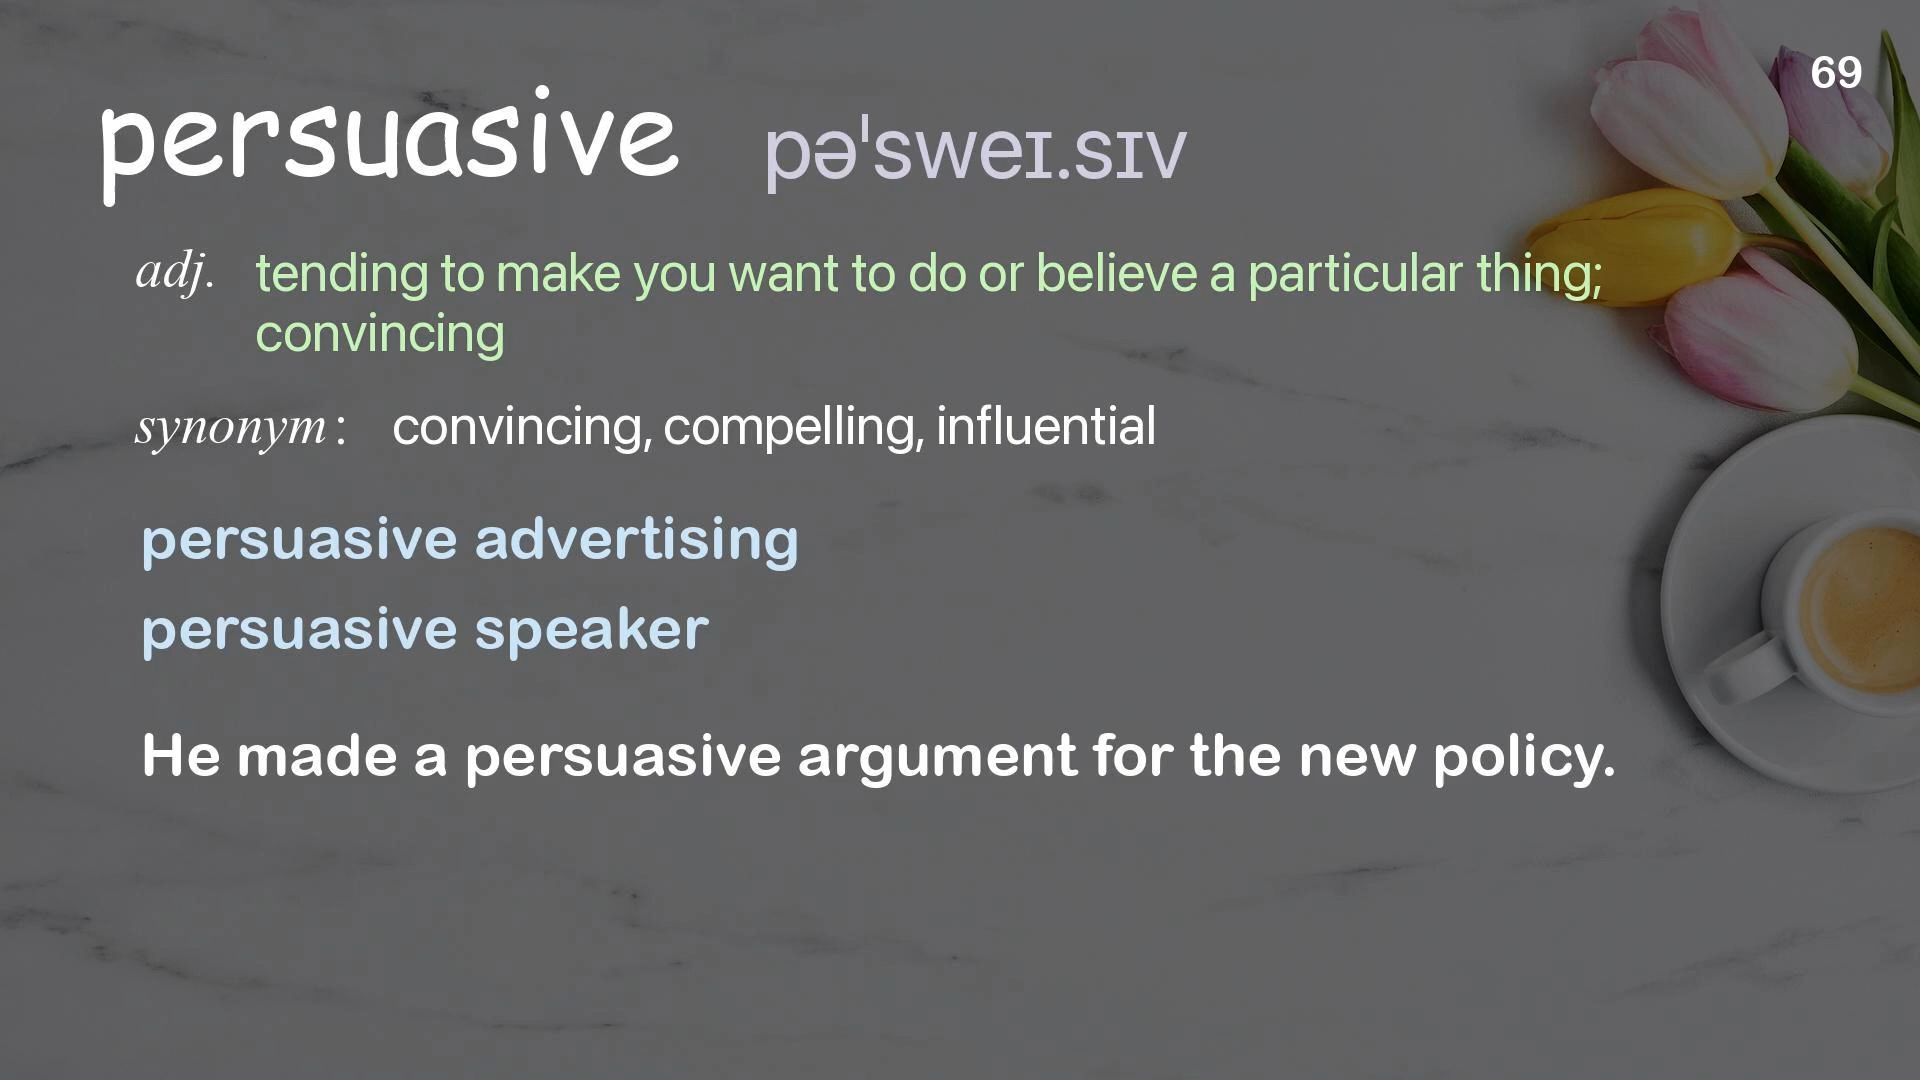 69
persuasive pəˈsweɪ.sɪv
adj. tending to make you want to do or believe a particular thing;
convincing
synonym : convincing, compelling, influential
persuasive advertising
persuasive speaker
He made a persuasive argument for the new policy.